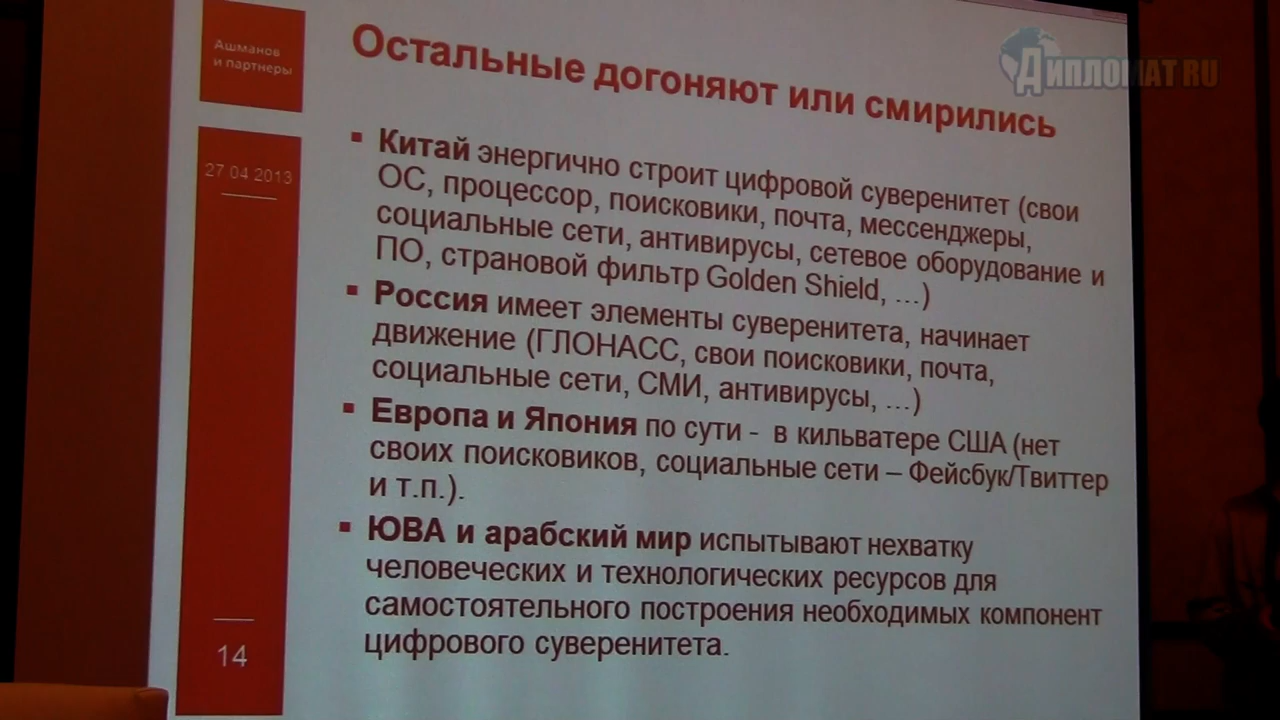 Ашманов
и партнеры
27 04 2013
14
ДИПЛОМАТ RU
Остальные догоняют или смирились
▪ Китай энергично строит цифровой суверенитет (свои
ОС, процессор, поисковики, почта, мессенджеры,
социальные сети, антивирусы, сетевое оборудование и
ПО, страновой фильтр Golden Shield, …)
▪ Россия имеет элементы суверенитета, начинает
движение (ГЛОНАСС, свои поисковики, почта,
социальные сети, СМИ, антивирусы, …)
▪ Европа и Япония по сути - в кильватере США (нет
своих поисковиков, социальные сети – Фейсбук/Твиттер
и т.п.).
▪ ЮВА и арабский мир испытывают нехватку
человеческих и технологических ресурсов для
самостоятельного построения необходимых компонент
цифрового суверенитета.